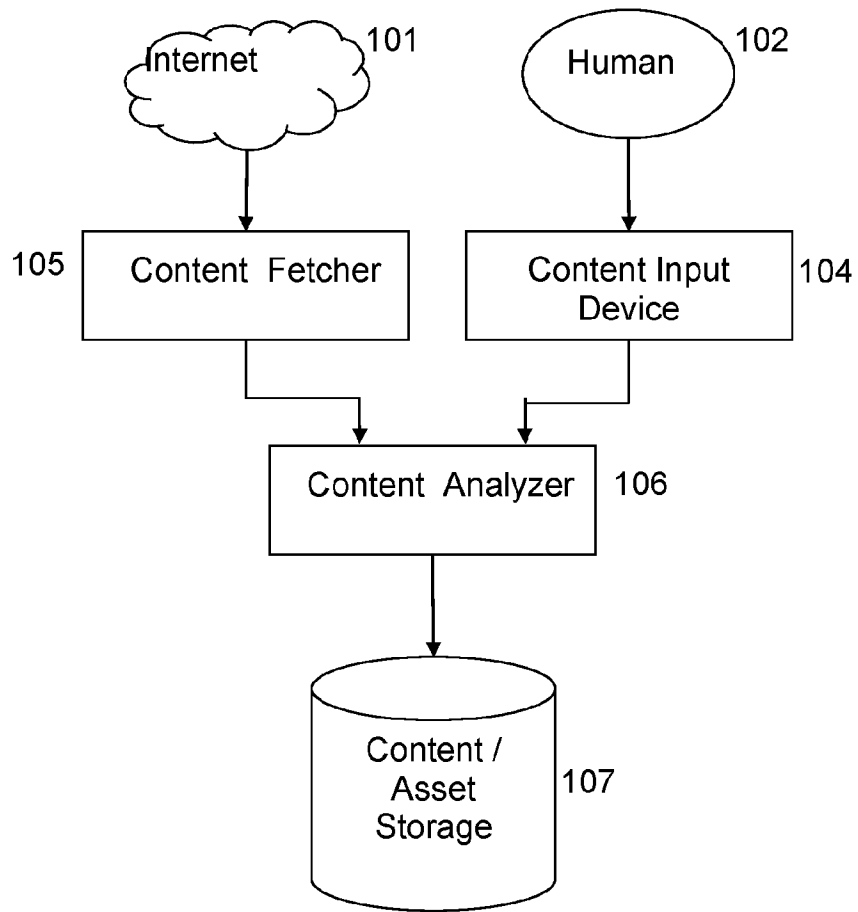 101
Internet
102
Human
105
Content Fetcher
Content Input
Device
104
Content Analyzer
106
Content /
Asset
Storage
107